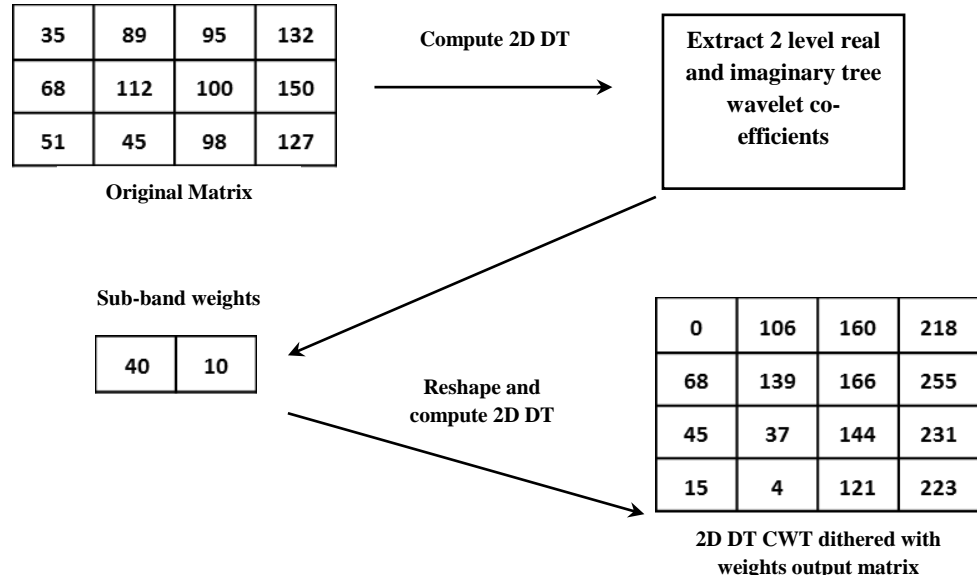 35 89 95 132
68 112 100 150
51 45 98 127
Original Matrix
Compute 2D DT
Extract 2 level real
and imaginary tree
wavelet co-
efficients
Sub-band weights
40 10
Reshape and
compute 2D DT
0 106 160 218
68 139 166 255
45 37 144 231
15 4 121 223
2D DT CWT dithered with
weights output matrix